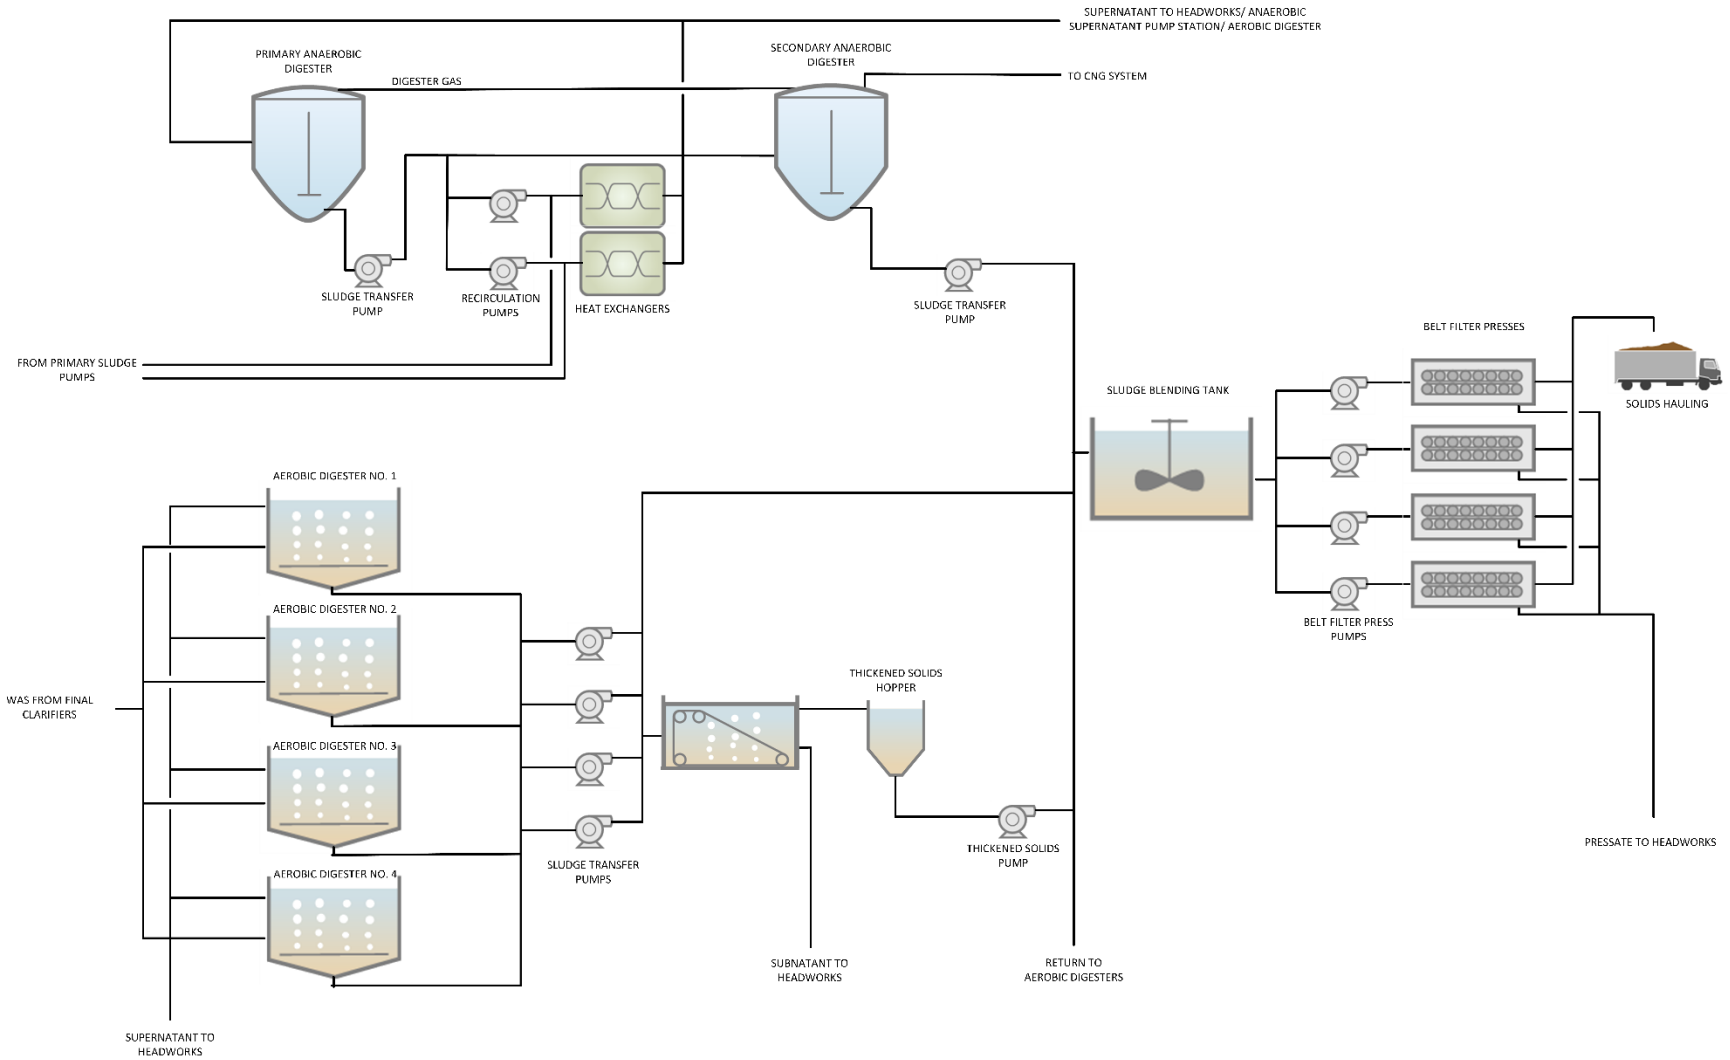 SUPERNATANT TO HEADWORKS/ ANAEROBIC
SUPERNATANT PUMP STATION/ AEROBIC DIGESTER
PRIMARY ANAEROBIC
DIGESTER
SECONDARY ANAEROBIC
DIGESTER
DIGESTER GAS
TO CNG SYSTEM
SLUDGE TRANSFER
PUMP
RECIRCULATION
PUMPS
HEAT EXCHANGERS
SLUDGE TRANSFER
PUMP
BELT FILTER PRESSES
FROM PRIMARY SLUDGE
PUMPS
SLUDGE BLENDING TANK
SOLIDS HAULING
AEROBIC DIGESTER NO. 1
AEROBIC DIGESTER NO. 2
BELT FILTER PRESS
PUMPS
WAS FROM FINAL
CLARIFIERS
THICKENED SOLIDS
HOPPER
AEROBIC DIGESTER NO. 3
AEROBIC DIGESTER NO. 4
SLUDGE TRANSFER
PUMPS
THICKENED SOLIDS
PUMP
PRESSATE TO HEADWORKS
SUBNATANT TO
HEADWORKS
RETURN TO
AEROBIC DIGESTERS
SUPERNATANT TO
HEADWORKS